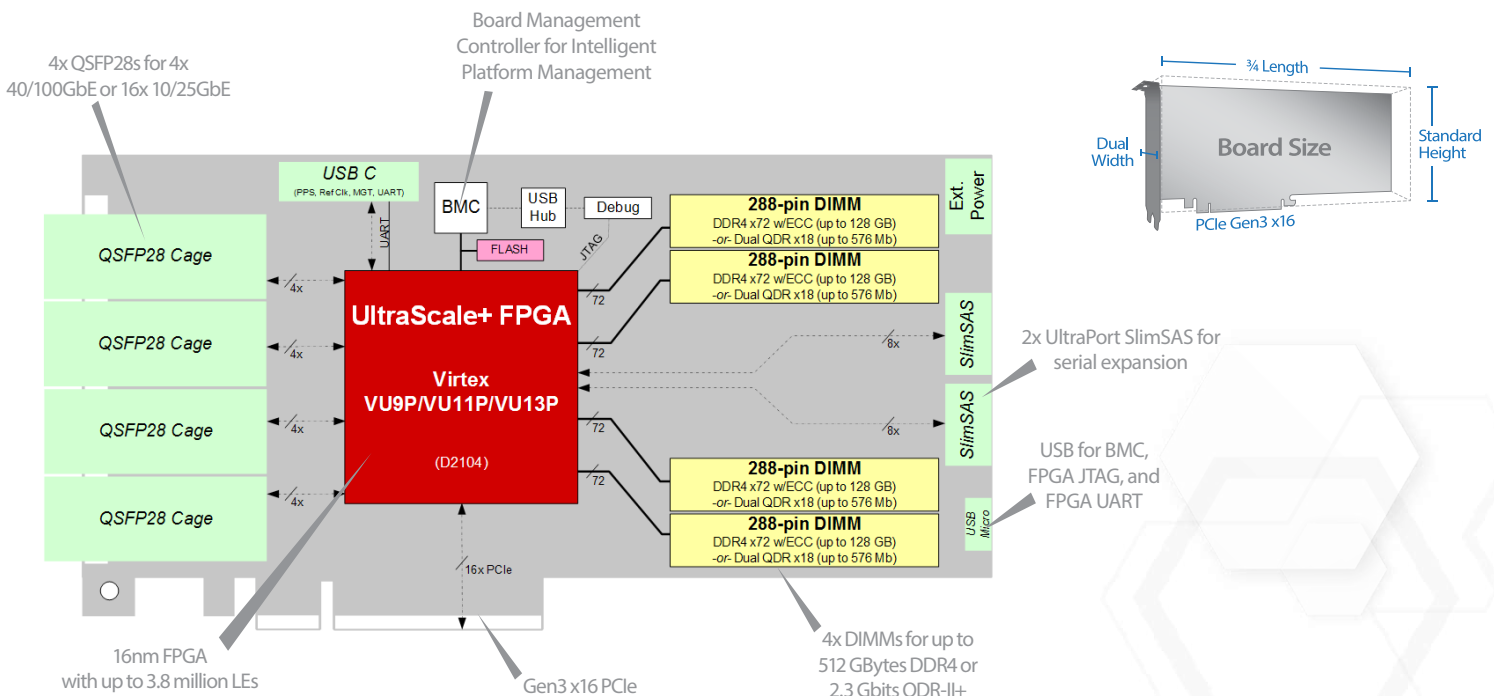 Board Management
Controller for Intelligent
Platform Management
4x QSFP28s for 4x
40/100GbE or 16x 10/25GbE
¾ Length
Dual
Width
Board Size
Standard
Height
PCIe Gen3 x16
USB C
(PPS, Ref Clk, MGT, UART)
UART
BMC
USB
Hub
Debug
FLASH
JTAG
288-pin DIMM
DDR4 x72 w/ECC (up to 128 GB)
-or- Dual QDR x18 (up to 576 Mb)
288-pin DIMM
DDR4 x72 w/ECC (up to 128 GB)
-or- Dual QDR x18 (up to 576 Mb)
Ext.
Power
QSFP28 Cage
4x
QSFP28 Cage
4x
QSFP28 Cage
4x
QSFP28 Cage
4x
UltraScale+ FPGA
Virtex
VU9P/VU11P/VU13P
(D2104)
72
72
72
72
8x
8x
SlimSAS
SlimSAS
2x UltraPort SlimSAS for
serial expansion
USB for BMC,
FPGA JTAG, and
FPGA UART
USB
Micro
288-pin DIMM
DDR4 x72 w/ECC (up to 128 GB)
-or- Dual QDR x18 (up to 576 Mb)
288-pin DIMM
DDR4 x72 w/ECC (up to 128 GB)
-or- Dual QDR x18 (up to 576 Mb)
16x PCIe
16nm FPGA
with up to 3.8 million LEs
Gen3 x16 PCIe
4x DIMMs for up to
512 GBytes DDR4 or
2.3 Gbits QDR-II+